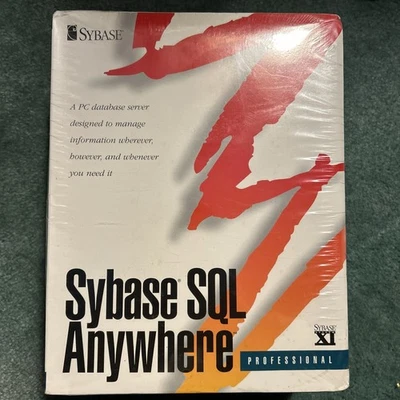 SYBASE®
A PC database server
designed to manage
information wherever,
however, and whenever
you need it
Sybase® SQL
Anywhere
PROFESSIONAL
SYBASE
XI